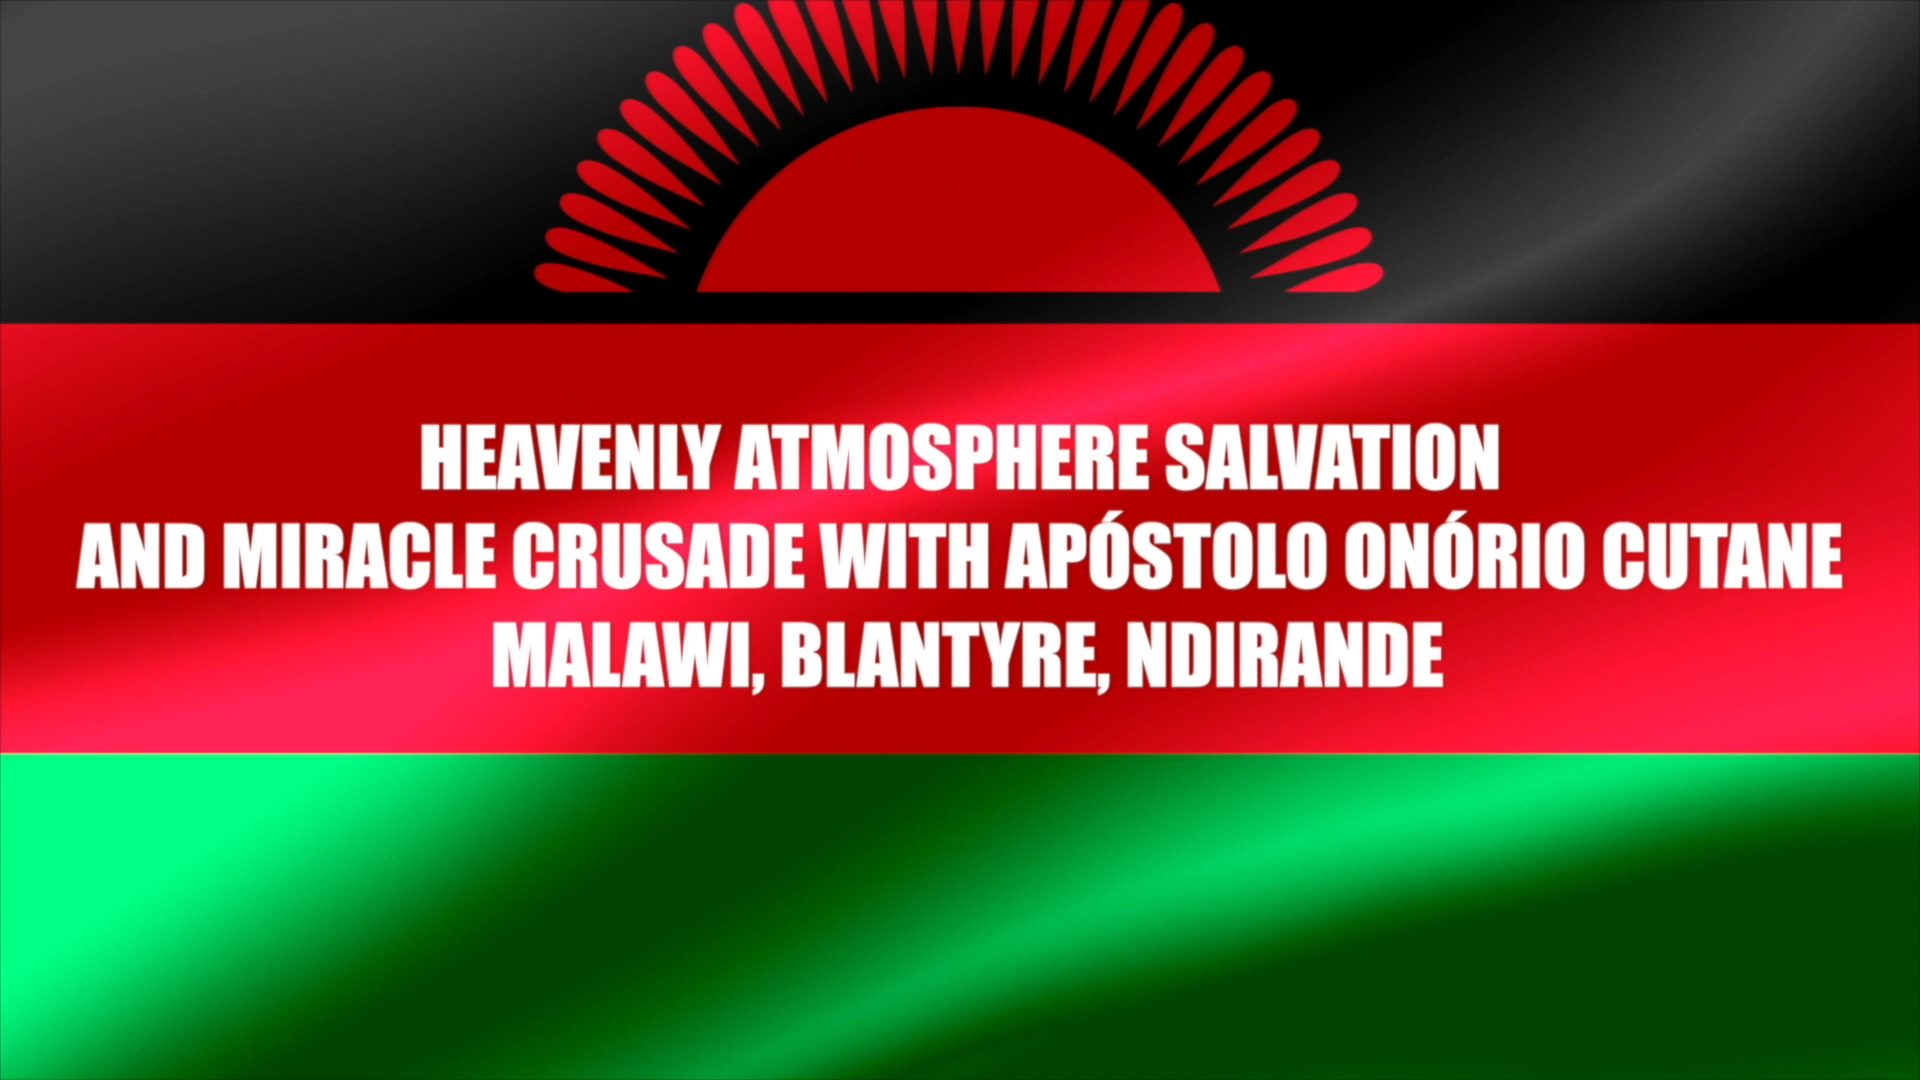 HEAVENLY ATMOSPHERE SALVATION
AND MIRACLE CRUSADE WITH APÓSTOLO ONÓRIO CUTANE
MALAWI, BLANTYRE, NDIRANDE